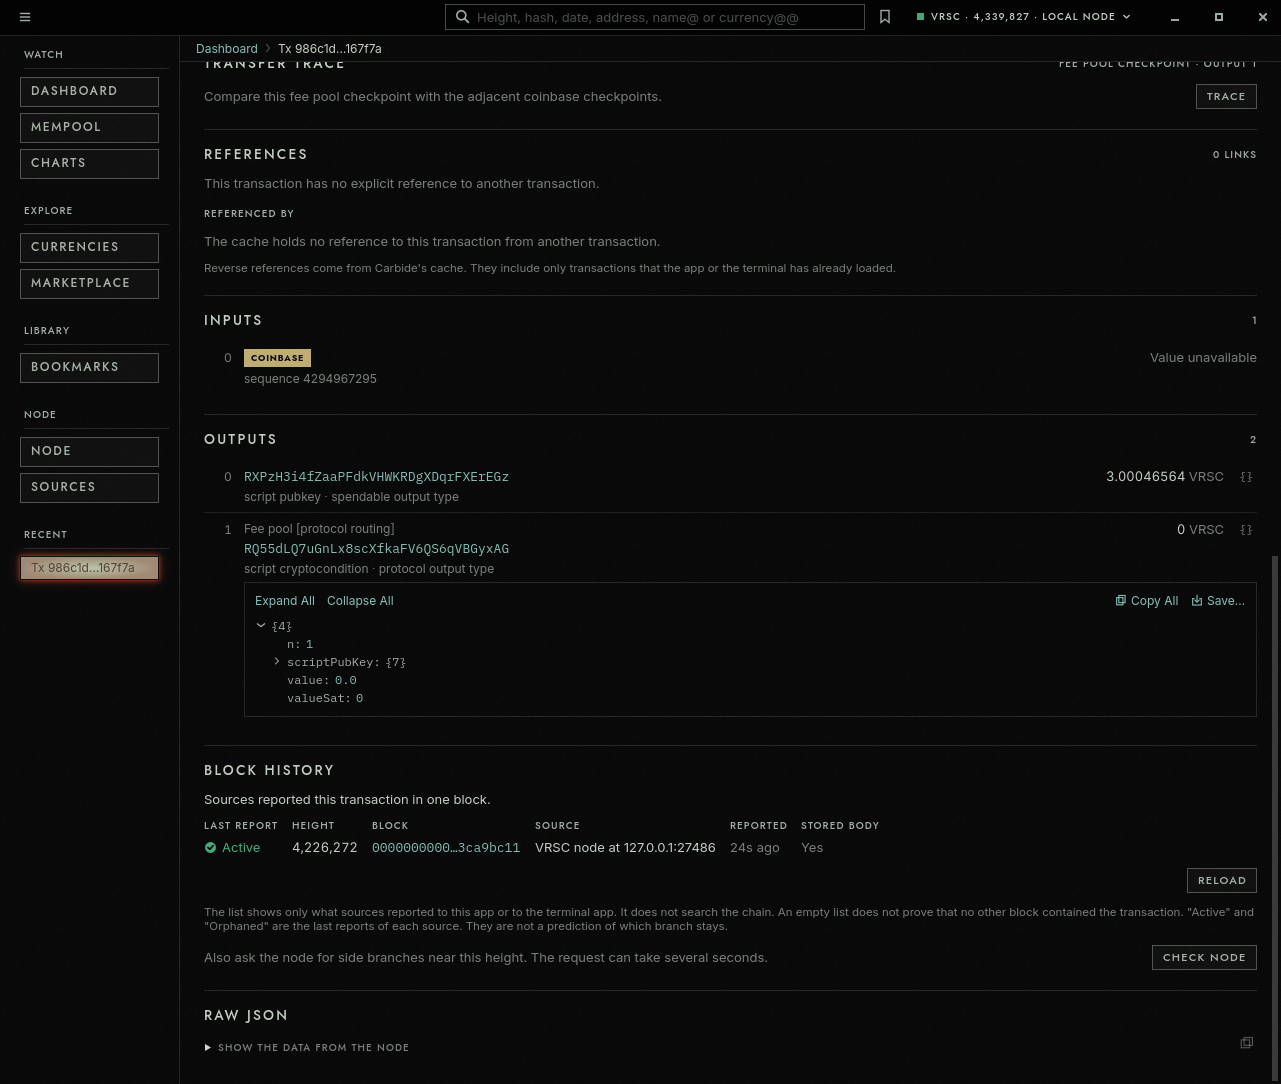 Height, hash, date, address, name@ or currency@@
VRSC · 4,339,827 · LOCAL NODE
WATCH
DASHBOARD
MEMPOOL
CHARTS
EXPLORE
CURRENCIES
MARKETPLACE
LIBRARY
BOOKMARKS
NODE
NODE
SOURCES
RECENT
Tx 986c1d...167f7a
Dashboard
Tx 986c1d...167f7a
TRANSFER TRACE
FEE POOL CHECKPOINT · OUTPUT 1
Compare this fee pool checkpoint with the adjacent coinbase checkpoints.
TRACE
REFERENCES
0 LINKS
This transaction has no explicit reference to another transaction.
REFERENCED BY
The cache holds no reference to this transaction from another transaction.
Reverse references come from Carbide's cache. They include only transactions that the app or the terminal has already loaded.
INPUTS
1
0
COINBASE
Value unavailable
sequence 4294967295
OUTPUTS
2
0
RXPzH3i4fZaaPFdkVHWKRDgXDqrFXErEGz
3.00046564 VRSC
{}
script pubkey · spendable output type
1
Fee pool [protocol routing]
0 VRSC
{}
RQ55dLQ7uGnLx8scXfkaFV6QS6qVBGyxAG
script cryptocondition · protocol output type
Expand All
Collapse All
Copy All
Save...
{4}
n: 1
scriptPubKey: {7}
value: 0.0
valueSat: 0
BLOCK HISTORY
Sources reported this transaction in one block.
LAST REPORT HEIGHT BLOCK SOURCE REPORTED STORED BODY
Active 4,226,272 0000000000…3ca9bc11 VRSC node at 127.0.0.1:27486 24s ago Yes
RELOAD
The list shows only what sources reported to this app or to the terminal app. It does not search the chain. An empty list does not prove that no other block contained the transaction. "Active" and
"Orphaned" are the last reports of each source. They are not a prediction of which branch stays.
Also ask the node for side branches near this height. The request can take several seconds.
CHECK NODE
RAW JSON
SHOW THE DATA FROM THE NODE